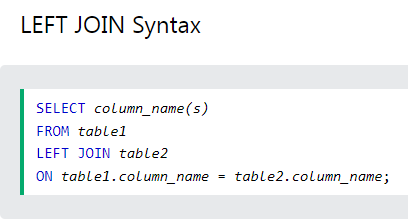 LEFT JOIN Syntax
SELECT column_name(s)
FROM table1
LEFT JOIN table2
ON table1.column_name = table2.column_name;